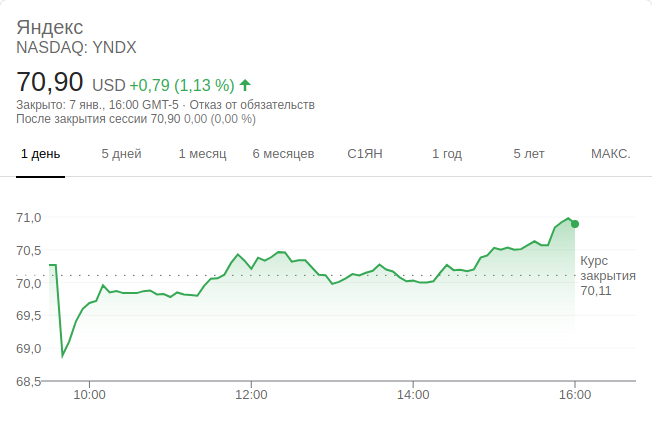 Яндекс
NASDAQ: YNDX
70,90 USD +0,79 (1,13 %)
Закрыто: 7 янв., 16:00 GMT-5 · Отказ от обязательств
После закрытия сессии 70,90 0,00 (0,00 %)
1 день 5 дней 1 месяц 6 месяцев С1ЯН 1 год 5 лет МАКС.
71,0
70,5
Курс
закрытия
70,11
70,0
69,5
69,0
68,5
10:00 12:00 14:00 16:00